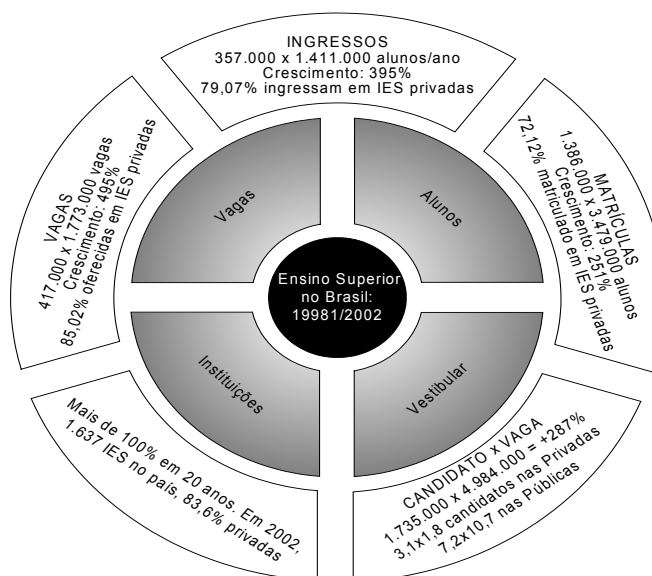 INGRESSOS
357.000 x 1.411.000 alunos/ano
Crescimento: 395%
79,07% ingressam em IES privadas
VAGAS
417.000 x 1.773.000 vagas
Crescimento: 495%
85,02% oferecidas em IES privadas
MATRÍCULAS
1.386.000 x 3.479.000 alunos
Crescimento: 251%
72,12% matriculado em IES privadas
Vagas
Alunos
Ensino Superior
no Brasil:
19981/2002
Instituições
Vestibular
Mais de 100% em 20 anos. Em 2002,
1.637 IES no país, 83,6% privadas
CANDIDATO x VAGA
1.735.000 x 4.984.000 = +287%
3,1x1,8 candidatos nas Privadas
7,2x10,7 nas Públicas